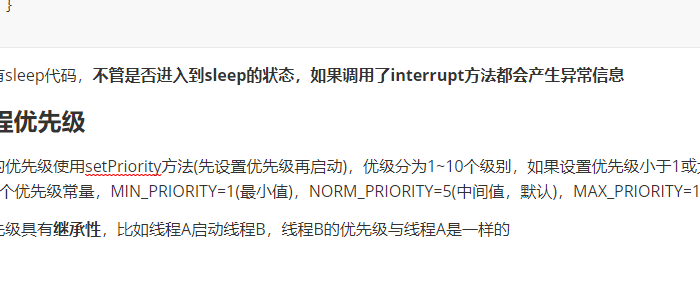 }
sleep代码，不管是否进入到sleep的状态，如果调用了interrupt方法都会产生异常信息
程优先级
的优先级使用setPriority方法(先设置优先级再启动)，优级分为1~10个级别，如果设置优先级小于1或
个优先级常量，MIN_PRIORITY=1(最小值)，NORM_PRIORITY=5(中间值，默认)，MAX_PRIORITY=1
先级具有继承性，比如线程A启动线程B，线程B的优先级与线程A是一样的